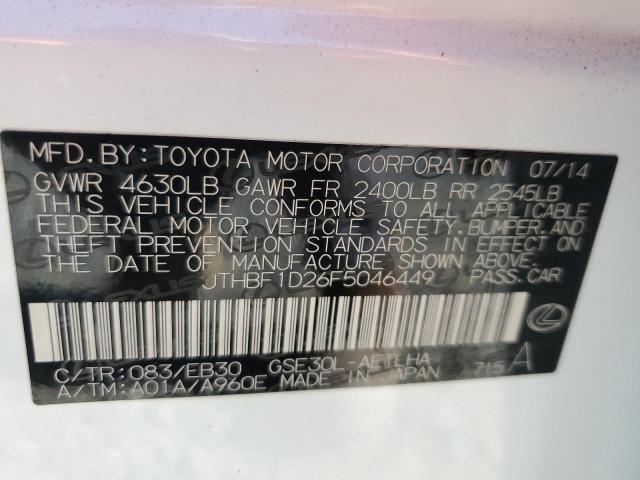 MFD.BY:TOYOTA MOTOR CORPORATION 07/14
GVWR 4630LB GAWR FR 2400LB RR 2545LB
THIS VEHICLE CONFORMS TO ALL APPLICABLE
FEDERAL MOTOR VEHICLE SAFETY,BUMPER,AND
THEFT PREVENTION STANDARDS IN EFFECT ON
THE DATE OF MANUFACTURE SHOWN ABOVE.
JTHBF1D26F5046449 PASS.CAR
C/TR:083/EB30 GSE30L-AETLHA 715 A
A/TM:A01A/A960E MADE IN JAPAN